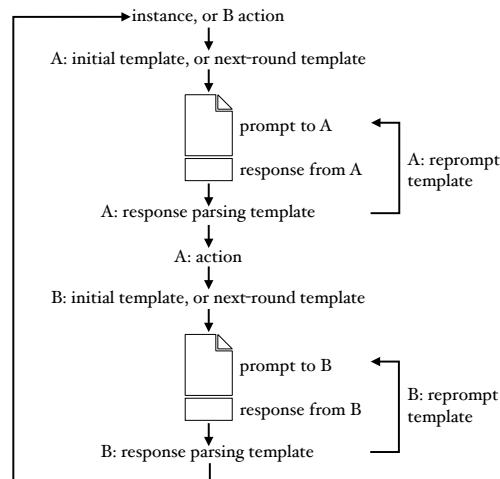 instance, or B action
A: initial template, or next-round template
prompt to A
response from A
A: reprompt
template
A: response parsing template
A: action
B: initial template, or next-round template
prompt to B
response from B
B: reprompt
template
B: response parsing template